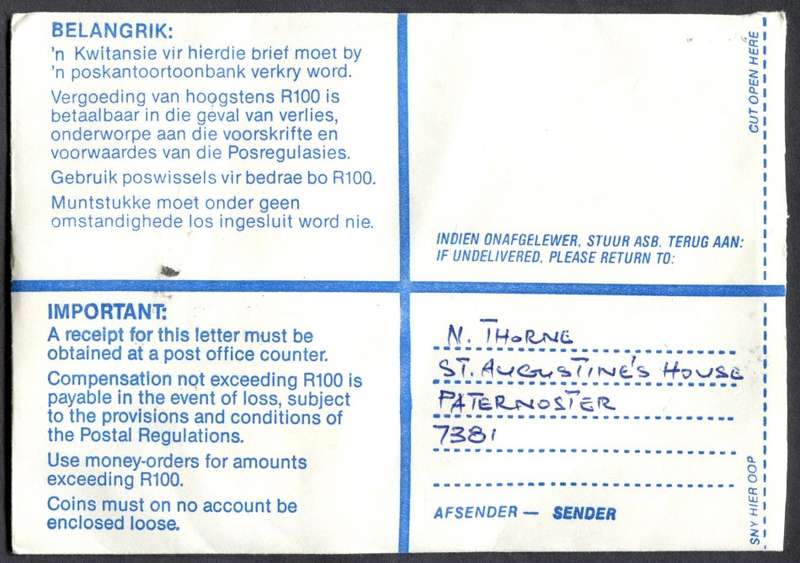 BELANGRIK:
'n Kwitansie vir hierdie brief moet by
'n poskantoortoonbank verkry word.
Vergoeding van hoogstens R100 is
betaalbaar in die geval van verlies,
onderworpe aan die voorskrifte en
voorwaardes van die Posregulasies.
Gebruik poswissels vir bedrae bo R100.
Muntstukke moet onder geen
omstandighede los ingesluit word nie.
CUT OPEN HERE
INDIEN ONAFGELEWER, STUUR ASB. TERUG AAN:
IF UNDELIVERED, PLEASE RETURN TO:
IMPORTANT:
A receipt for this letter must be
obtained at a post office counter.
Compensation not exceeding R100 is
payable in the event of loss, subject
to the provisions and conditions of
the Postal Regulations.
Use money-orders for amounts
exceeding R100.
Coins must on no account be
enclosed loose.
N. THORNE
ST. AUGUSTINE'S HOUSE
PATERNOSTER
7381
AFSENDER — SENDER
SNY HIER OOP